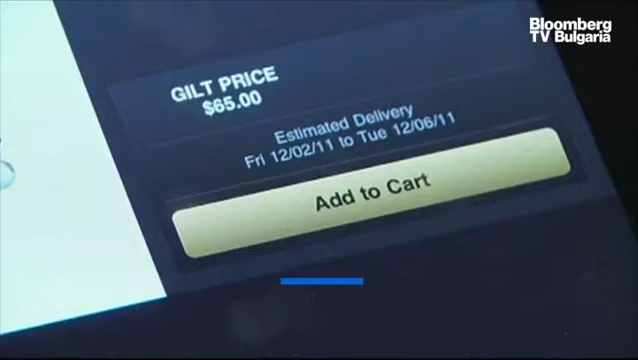 Bloomberg
TV Bulgaria
GILT PRICE
$65.00
Estimated Delivery
Fri 12/02/11 to Tue 12/06/11
Add to Cart